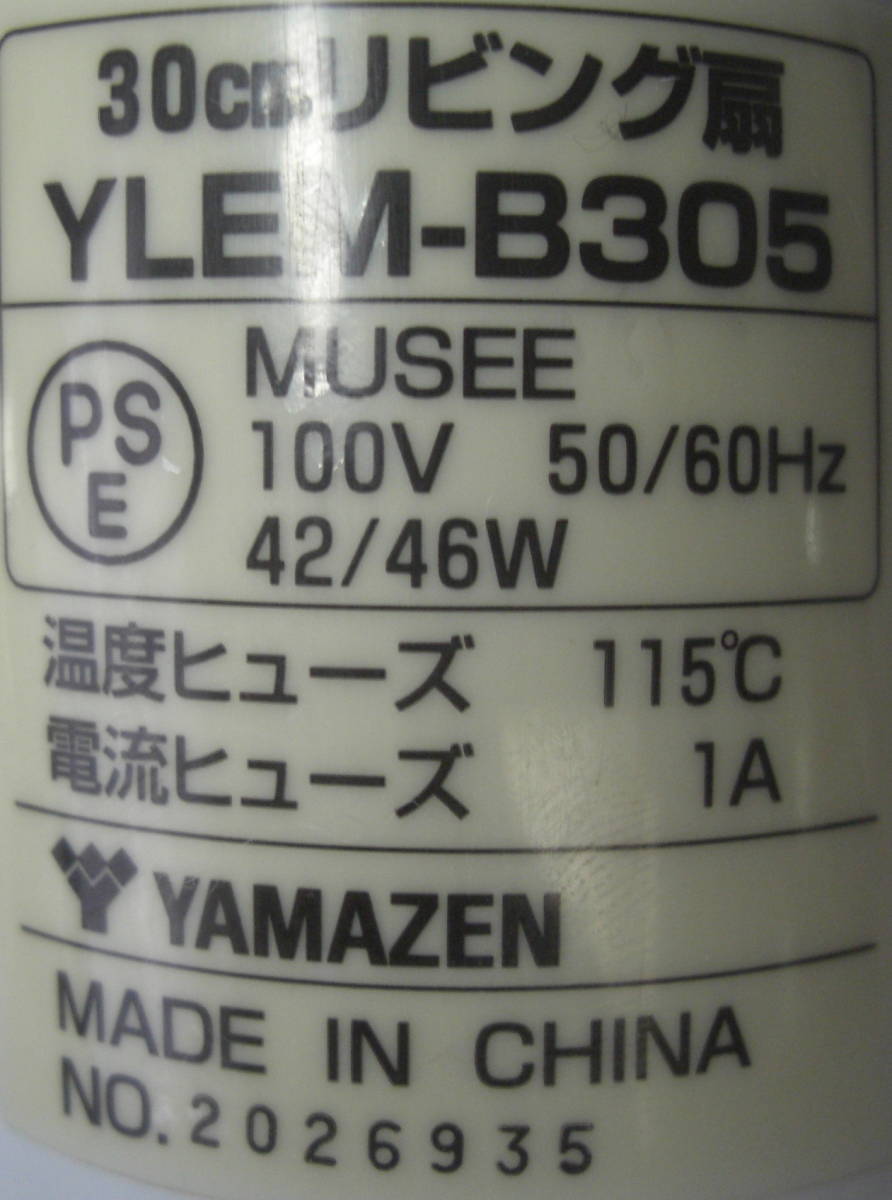 30cmリビング扇
YLEM-B305
PSE
MUSEE
100V 50/60Hz
42/46W
温度ヒューズ 115℃
電流ヒューズ 1A
YAMAZEN
MADE IN CHINA
NO. 2026935